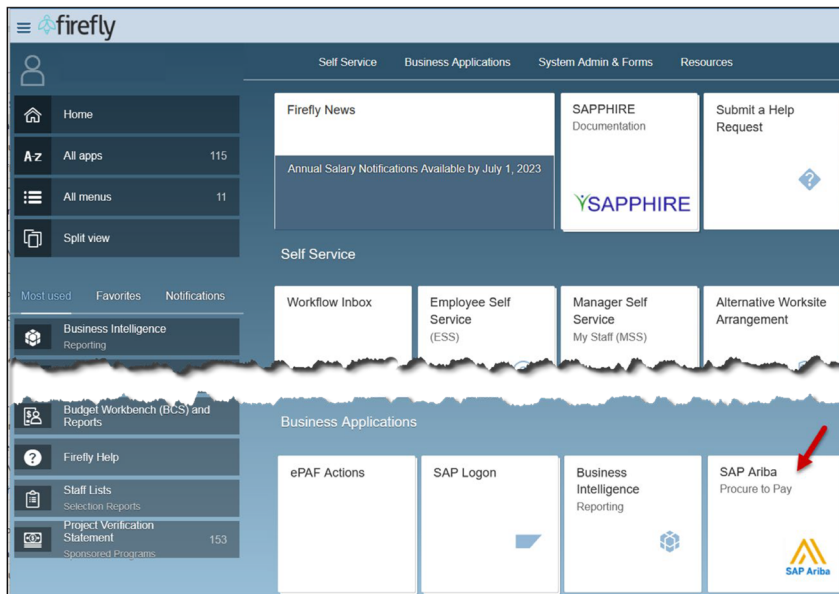 firefly
Self Service
Business Applications
System Admin & Forms
Resources
Home
A-Z
All apps
115
All menus
11
Split view
Most used
Favorites
Notifications
Business Intelligence
Reporting
Budget Workbench (BCS) and
Reports
Firefly Help
Staff Lists
Selection Reports
Project Verification
Statement
153
Sponsored Programs
Firefly News
Annual Salary Notifications Available by July 1, 2023
SAPPHIRE
Documentation
SAPPHIRE
Submit a Help
Request
Self Service
Workflow Inbox
Employee Self
Service
(ESS)
Manager Self
Service
My Staff (MSS)
Alternative Worksite
Arrangement
Business Applications
ePAF Actions
SAP Logon
Business
Intelligence
Reporting
SAP Ariba
Procure to Pay
SAP Ariba